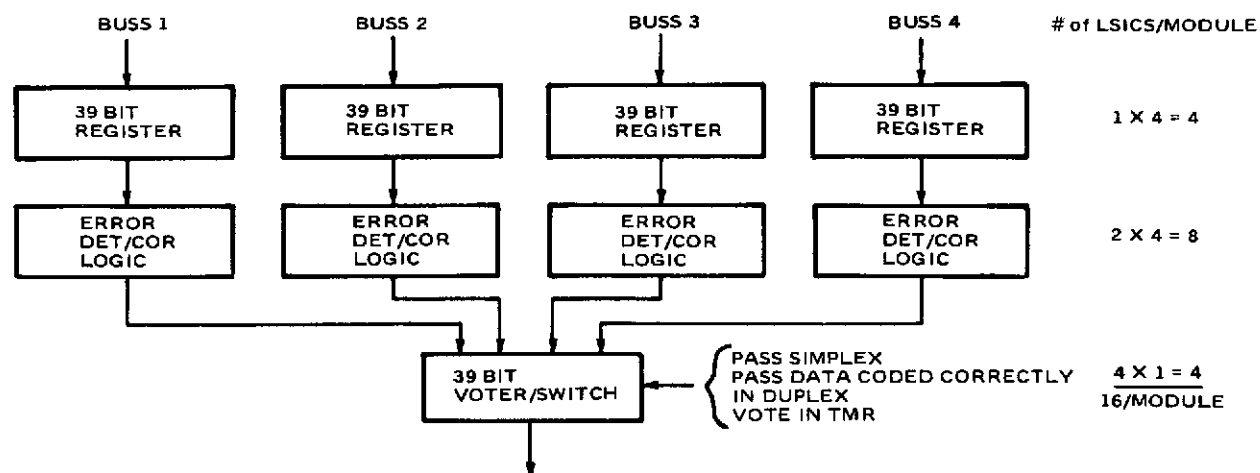 BUSS 1 BUSS 2 BUSS 3 BUSS 4 # of LSICS/MODULE
39 BIT REGISTER 39 BIT REGISTER 39 BIT REGISTER 39 BIT REGISTER 1 X 4 = 4
ERROR DET/COR LOGIC ERROR DET/COR LOGIC ERROR DET/COR LOGIC ERROR DET/COR LOGIC 2 X 4 = 8
39 BIT
VOTER/SWITCH
PASS SIMPLEX
PASS DATA CODED CORRECTLY
IN DUPLEX
VOTE IN TMR
4 X 1 = 4
16/MODULE